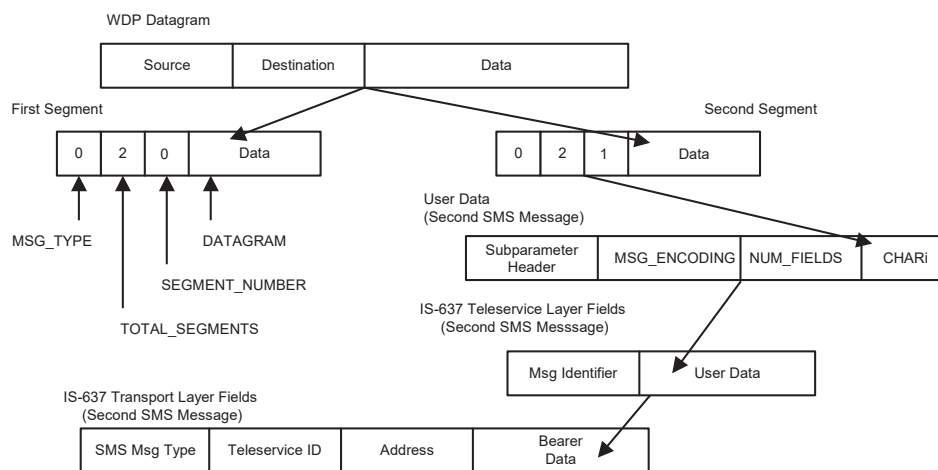 WDP Datagram
Source Destination Data
First Segment
Second Segment
0 2 0 Data
0 2 1 Data
User Data
(Second SMS Message)
MSG_TYPE
DATAGRAM
Subparameter
Header
MSG_ENCODING
NUM_FIELDS
CHARi
SEGMENT_NUMBER
TOTAL_SEGMENTS
IS-637 Teleservice Layer Fields
(Second SMS Messsage)
Msg Identifier User Data
IS-637 Transport Layer Fields
(Second SMS Message)
SMS Msg Type Teleservice ID Address
Bearer
Data